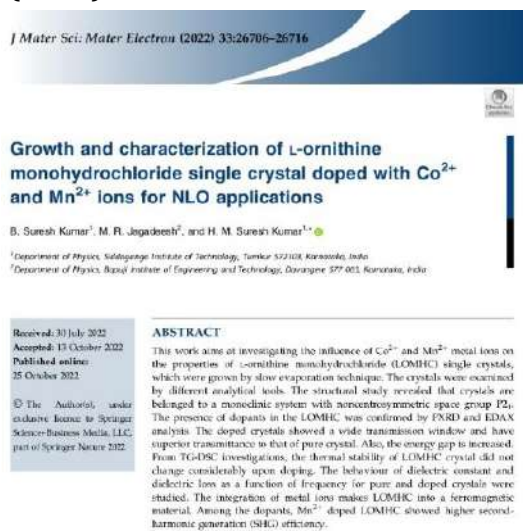 J Mater Sci: Mater Electron (2022) 33:26706–26716
Growth and characterization of L-ornithine
monohydrochloride single crystal doped with Co2+
and Mn2+ ions for NLO applications
B. Suresh Kumar1, M. R. Jagadeesh2, and H. M. Suresh Kumar1,*
1Department of Physics, Siddaganga Institute of Technology, Tumkur 572103, Karnataka, India
2Department of Physics, Bapuji Institute of Engineering and Technology, Davangere 577 003, Karnataka, India
Received: 30 July 2022
Accepted: 13 October 2022
Published online:
25 October 2022
© The Author(s), under
exclusive licence to Springer
Science+Business Media, LLC,
part of Springer Nature 2022
ABSTRACT
This work aims at investigating the influence of Co2+ and Mn2+ metal ions on
the properties of L-ornithine monohydrochloride (LOMHC) single crystals,
which were grown by slow evaporation technique. The crystals were examined
by different analytical tools. The structural study revealed that crystals are
belonged to a monoclinic system with noncentrosymmetric space group P21.
The presence of dopants in the LOMHC was confirmed by PXRD and EDAX
analysis. The doped crystals showed a wide transmission window and have
superior transmittance to that of pure crystal. Also, the energy gap is increased.
From TG-DSC investigations, the thermal stability of LOMHC crystal did not
change considerably upon doping. The behaviour of dielectric constant and
dielectric loss as a function of frequency for pure and doped crystals were
studied. The integration of metal ions makes LOMHC into a ferromagnetic
material. Among the dopants, Mn2+ doped LOMHC showed higher second-
harmonic generation (SHG) efficiency.